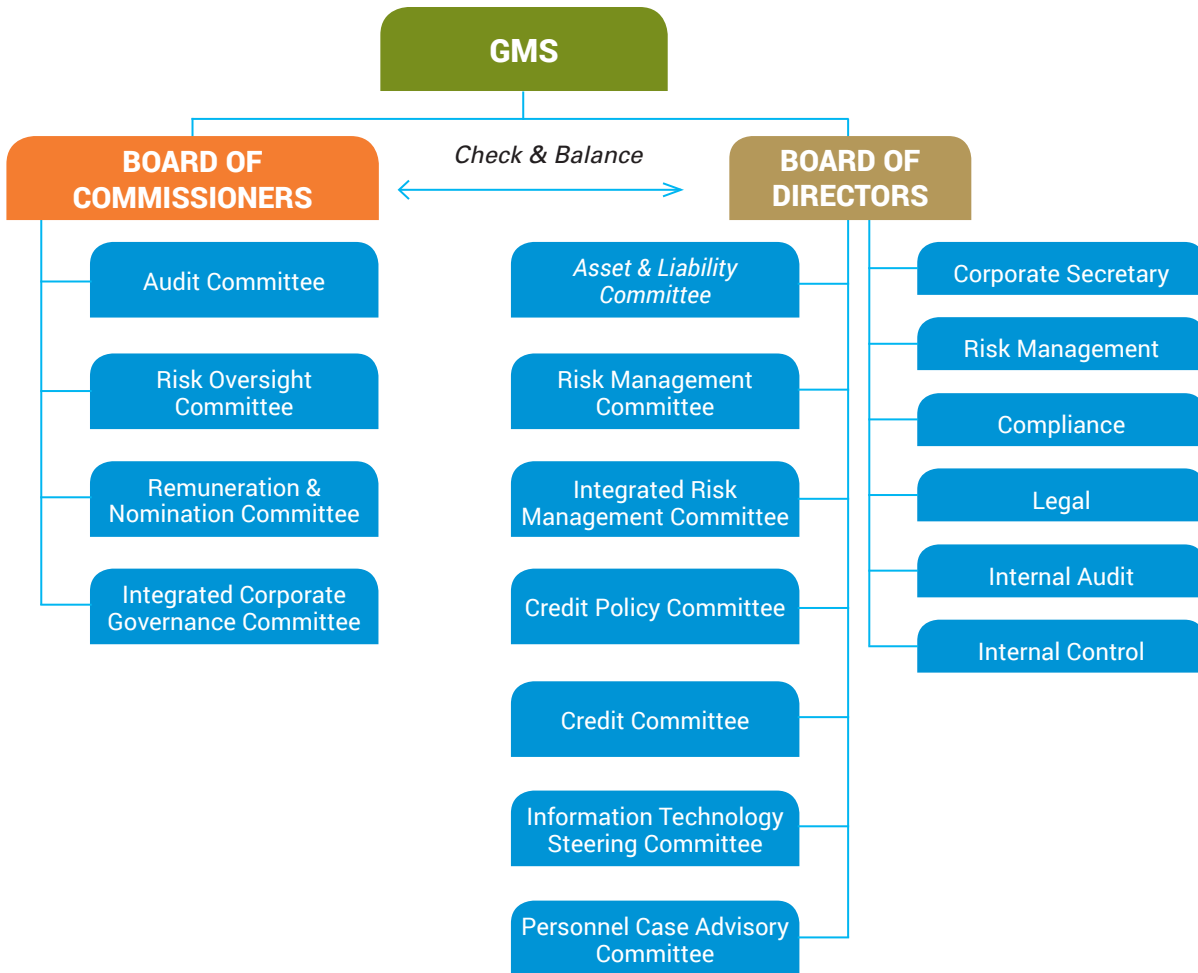 GMS
BOARD OF
COMMISSIONERS
Check & Balance
BOARD OF
DIRECTORS
Audit Committee
Risk Oversight
Committee
Remuneration &
Nomination Committee
Integrated Corporate
Governance Committee
Asset & Liability
Committee
Risk Management
Committee
Integrated Risk
Management Committee
Credit Policy Committee
Credit Committee
Information Technology
Steering Committee
Personnel Case Advisory
Committee
Corporate Secretary
Risk Management
Compliance
Legal
Internal Audit
Internal Control